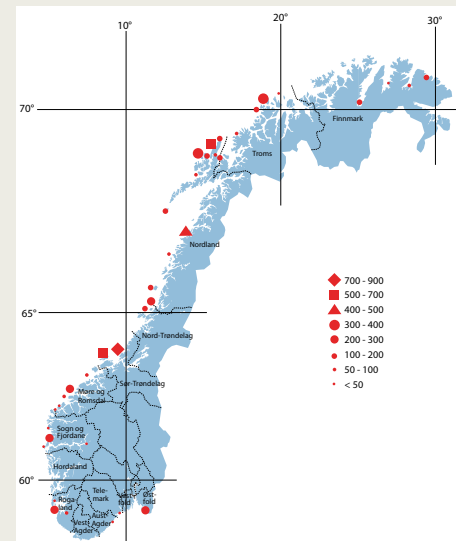 10°
20°
30°
70°
Finnmark
Troms
Nordland
700 - 900
500 - 700
400 - 500
300 - 400
200 - 300
100 - 200
50 - 100
< 50
65°
Nord-Trøndelag
Sør-Trøndelag
Møre og
Romsdal
Sogn og
Fjordane
Hordaland
60°
Roga
land
Tele-
mark
Vest
fold
Øst
fold
Aust
Agder
Vest
Agder